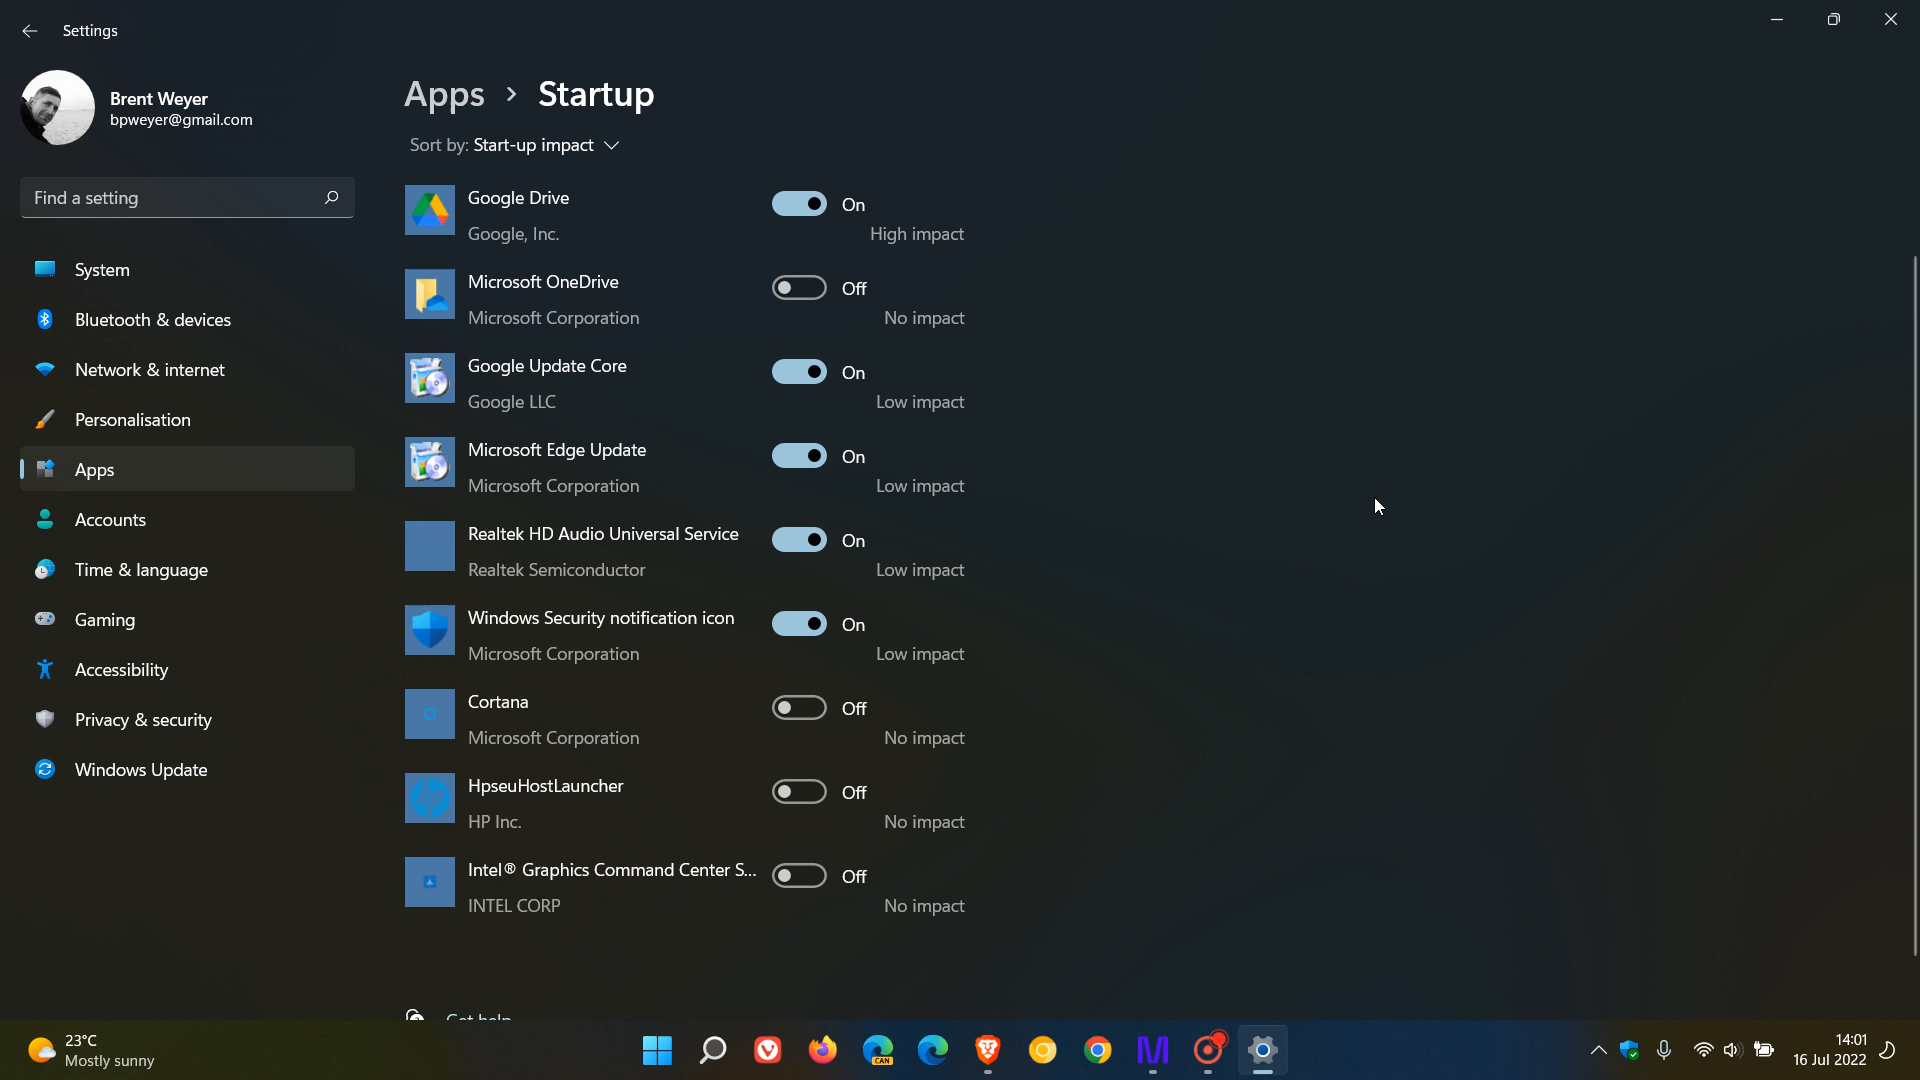 Settings
Brent Weyer
bpweyer@gmail.com
Find a setting
System
Bluetooth & devices
Network & internet
Personalisation
Apps
Accounts
Time & language
Gaming
Accessibility
Privacy & security
Windows Update
Apps > Startup
Sort by: Start-up impact
Google Drive
On
Google, Inc.
High impact
Microsoft OneDrive
Off
Microsoft Corporation
No impact
Google Update Core
On
Google LLC
Low impact
Microsoft Edge Update
On
Microsoft Corporation
Low impact
Realtek HD Audio Universal Service
On
Realtek Semiconductor
Low impact
Windows Security notification icon
On
Microsoft Corporation
Low impact
Cortana
Off
Microsoft Corporation
No impact
HpseuHostLauncher
Off
HP Inc.
No impact
Intel® Graphics Command Center S...
Off
INTEL CORP
No impact
Get help
23°C
Mostly sunny
CAN
14:01
16 Jul 2022